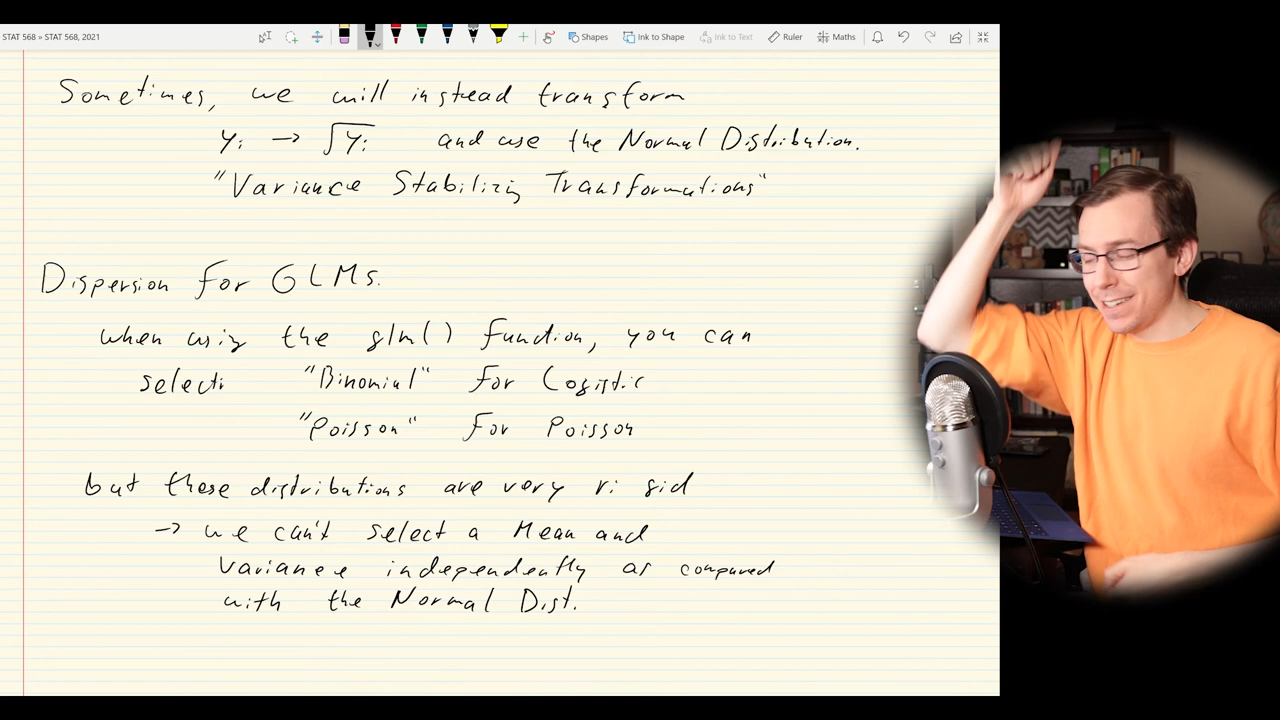 STAT 568 » STAT 568, 2021
Shapes Ink to Shape Ink to Text Ruler Maths
Sometimes, we will instead transform
Yi → √Yi and use the Normal Distribution.
"Variance Stabilizing Transformations"
Dispersion for GLMs.
when using the glm() function, you can
select: "Binomial" for Logistic
"Poisson" for Poisson
but these distributions are very rigid
→ we can't select a Mean and
variance independently as compared
with the Normal Dist.